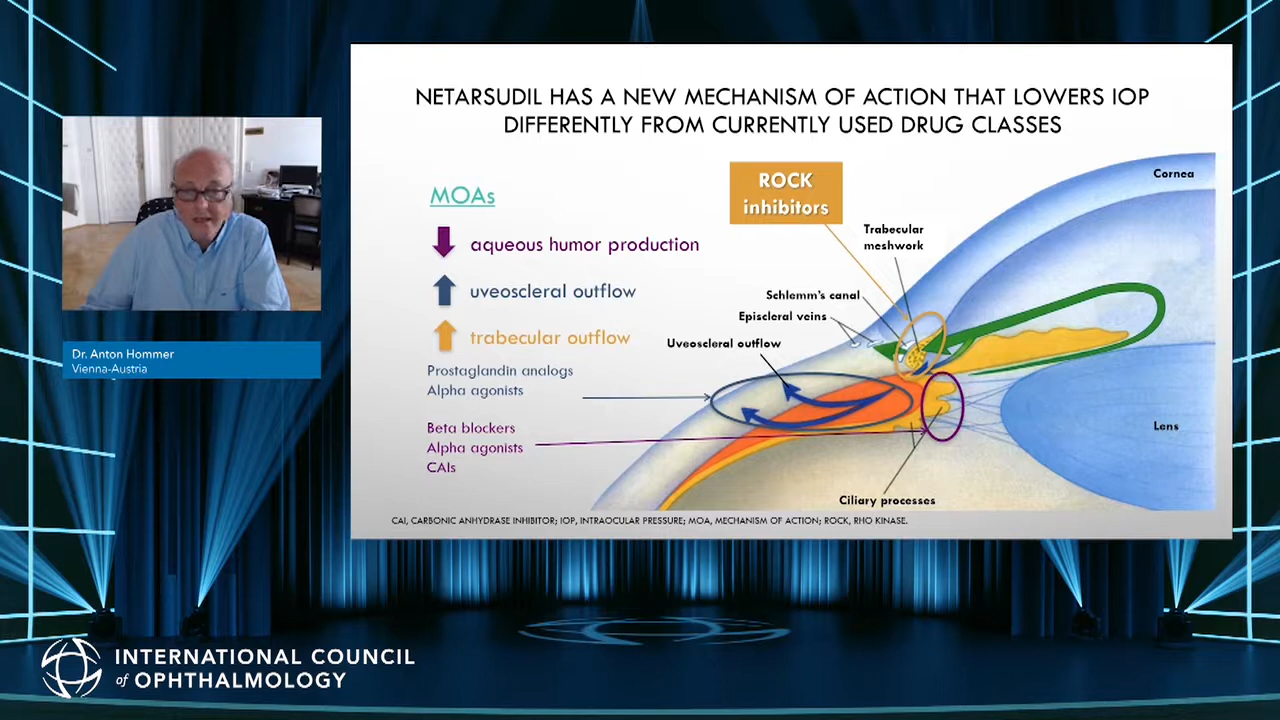 NETARSUDIL HAS A NEW MECHANISM OF ACTION THAT LOWERS IOP
DIFFERENTLY FROM CURRENTLY USED DRUG CLASSES
MOAs
aqueous humor production
uveoscleral outflow
trabecular outflow
Prostaglandin analogs
Alpha agonists
Beta blockers
Alpha agonists
CAIs
ROCK
inhibitors
Cornea
Trabecular
meshwork
Schlemm's canal
Episcleral veins
Uveoscleral outflow
Lens
Ciliary processes
CAI, CARBONIC ANHYDRASE INHIBITOR; IOP, INTRAOCULAR PRESSURE; MOA, MECHANISM OF ACTION; ROCK, RHO KINASE.
Dr. Anton Hommer
Vienna-Austria
INTERNATIONAL COUNCIL
of OPHTHALMOLOGY